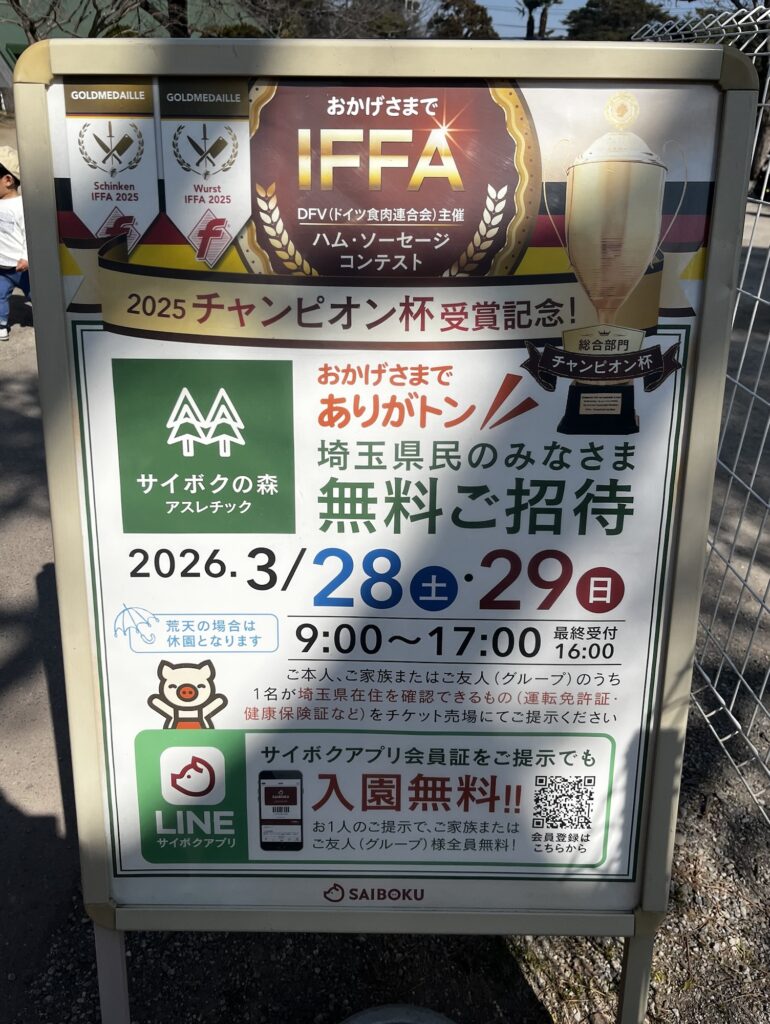 GOLDMEDAILLE
Schinken
IFFA 2025
GOLDMEDAILLE
Wurst
IFFA 2025
おかげさまで
IFFA
DFV(ドイツ食肉連合会)主催
ハム・ソーセージ
コンテスト
2025 チャンピオン杯 受賞記念!
総合部門
チャンピオン杯
サイボクの森
アスレチック
おかげさまで
ありがトン
埼玉県民のみなさま
無料ご招待
2026. 3/28土・29日
荒天の場合は
休園となります
9:00〜17:00 最終受付
16:00
ご本人、ご家族またはご友人(グループ)のうち
1名が埼玉県在住を確認できるもの(運転免許証・
健康保険証など)をチケット売場にてご提示ください
LINE
サイボクアプリ
サイボクアプリ会員証をご提示でも
入園無料!!
お1人のご提示で、ご家族または
ご友人(グループ)様全員無料!
会員登録は
こちらから
SAIBOKU